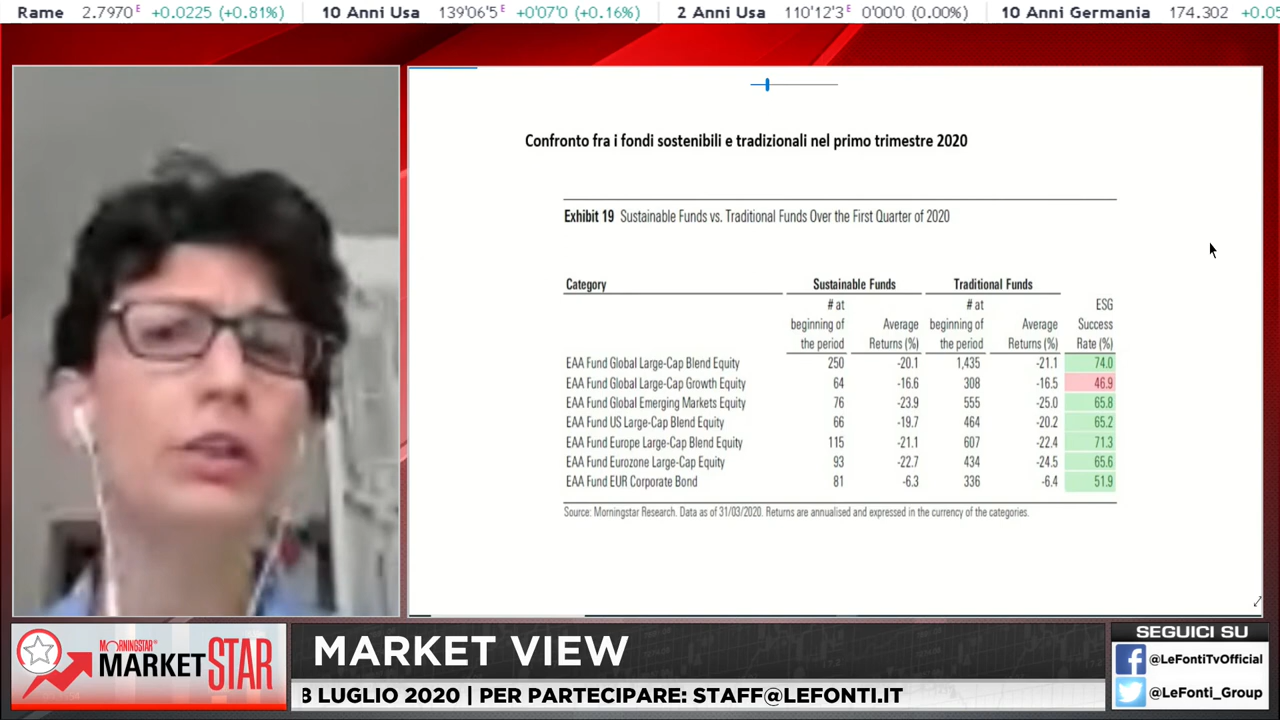 Rame 2.7970 E +0.0225 (+0.81%) 10 Anni Usa 139'06'5 E +0'07'0 (+0.16%) 2 Anni Usa 110'12'3 E 0'00'0 (0.00%) 10 Anni Germania 174.302 +0.05
Confronto fra i fondi sostenibili e tradizionali nel primo trimestre 2020
Exhibit 19 Sustainable Funds vs. Traditional Funds Over the First Quarter of 2020
Category Sustainable Funds Traditional Funds
# at # at ESG
beginning of Average beginning of Average Success
the period Returns (%) the period Returns (%) Rate (%)
EAA Fund Global Large-Cap Blend Equity 250 -20.1 1,435 -21.1 74.0
EAA Fund Global Large-Cap Growth Equity 64 -16.6 308 -16.5 46.9
EAA Fund Global Emerging Markets Equity 76 -23.9 555 -25.0 65.8
EAA Fund US Large-Cap Blend Equity 66 -19.7 464 -20.2 65.2
EAA Fund Europe Large-Cap Blend Equity 115 -21.1 607 -22.4 71.3
EAA Fund Eurozone Large-Cap Equity 93 -22.7 434 -24.5 65.6
EAA Fund EUR Corporate Bond 81 -6.3 336 -6.4 51.9
Source: Morningstar Research. Data as of 31/03/2020. Returns are annualised and expressed in the currency of the categories.
MORNINGSTAR
MARKET STAR
MARKET VIEW
8 LUGLIO 2020 | PER PARTECIPARE: STAFF@LEFONTI.IT
SEGUICI SU
@LeFontiTvOfficial
@LeFonti_Group